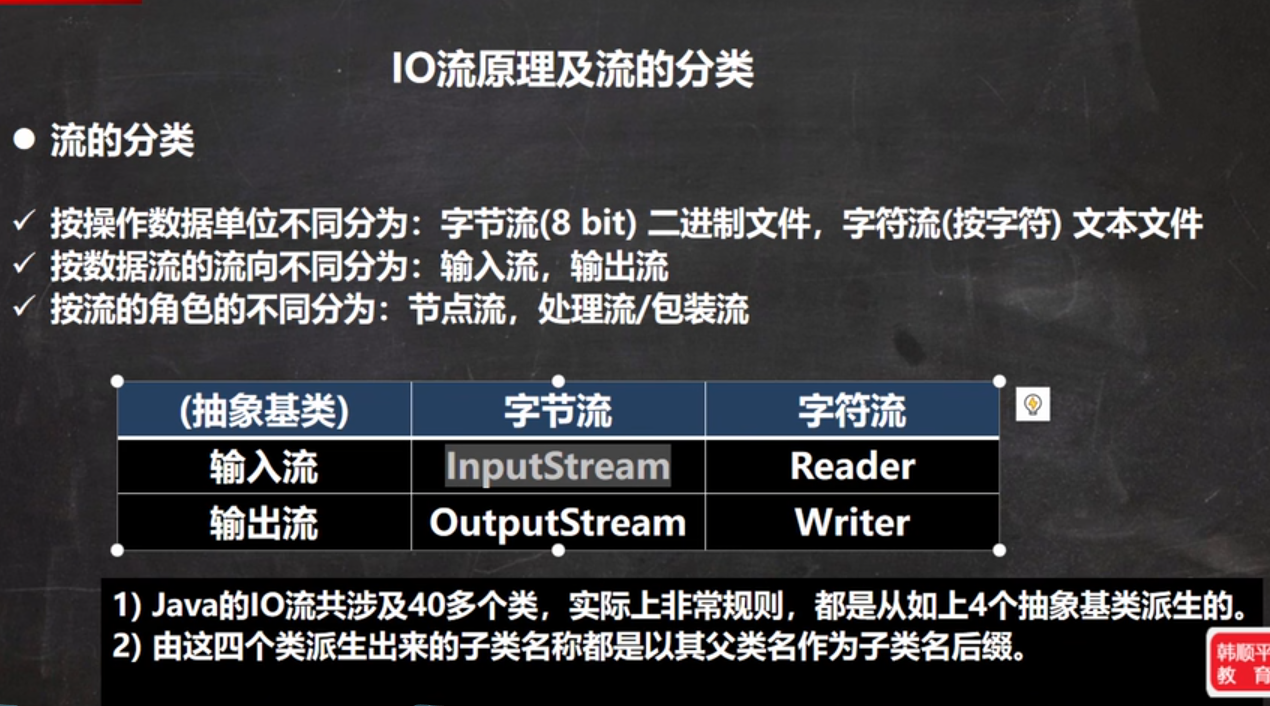 IO流原理及流的分类
● 流的分类
✓ 按操作数据单位不同分为：字节流(8 bit) 二进制文件，字符流(按字符) 文本文件
✓ 按数据流的流向不同分为：输入流，输出流
✓ 按流的角色的不同分为：节点流，处理流/包装流
(抽象基类) 字节流 字符流
输入流 InputStream Reader
输出流 OutputStream Writer
1) Java的IO流共涉及40多个类，实际上非常规则，都是从如上4个抽象基类派生的。
2) 由这四个类派生出来的子类名称都是以其父类名作为子类名后缀。
韩顺平
教 育